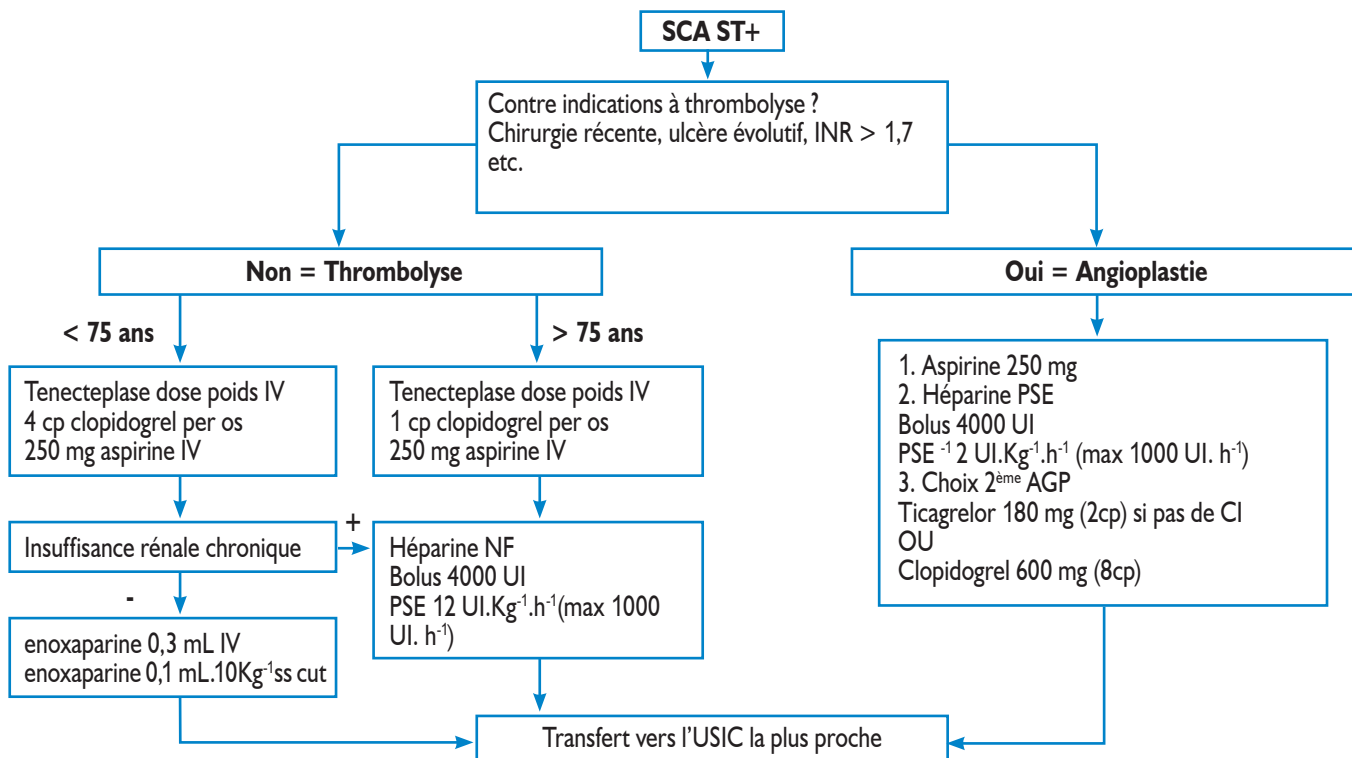 SCA ST+
Contre indications à thrombolyse ?
Chirurgie récente, ulcère évolutif, INR > 1,7
etc.
Non = Thrombolyse
Oui = Angioplastie
< 75 ans
> 75 ans
Tenecteplase dose poids IV
4 cp clopidogrel per os
250 mg aspirine IV
Tenecteplase dose poids IV
1 cp clopidogrel per os
250 mg aspirine IV
1. Aspirine 250 mg
2. Héparine PSE
Bolus 4000 UI
PSE ⁻¹ 2 UI.Kg⁻¹.h⁻¹ (max 1000 UI. h⁻¹)
3. Choix 2ème AGP
Ticagrelor 180 mg (2cp) si pas de CI
OU
Clopidogrel 600 mg (8cp)
Insuffisance rénale chronique
+
-
Héparine NF
Bolus 4000 UI
PSE 12 UI.Kg⁻¹.h⁻¹(max 1000
UI. h⁻¹)
enoxaparine 0,3 mL IV
enoxaparine 0,1 mL.10Kg⁻¹ss cut
Transfert vers l'USIC la plus proche